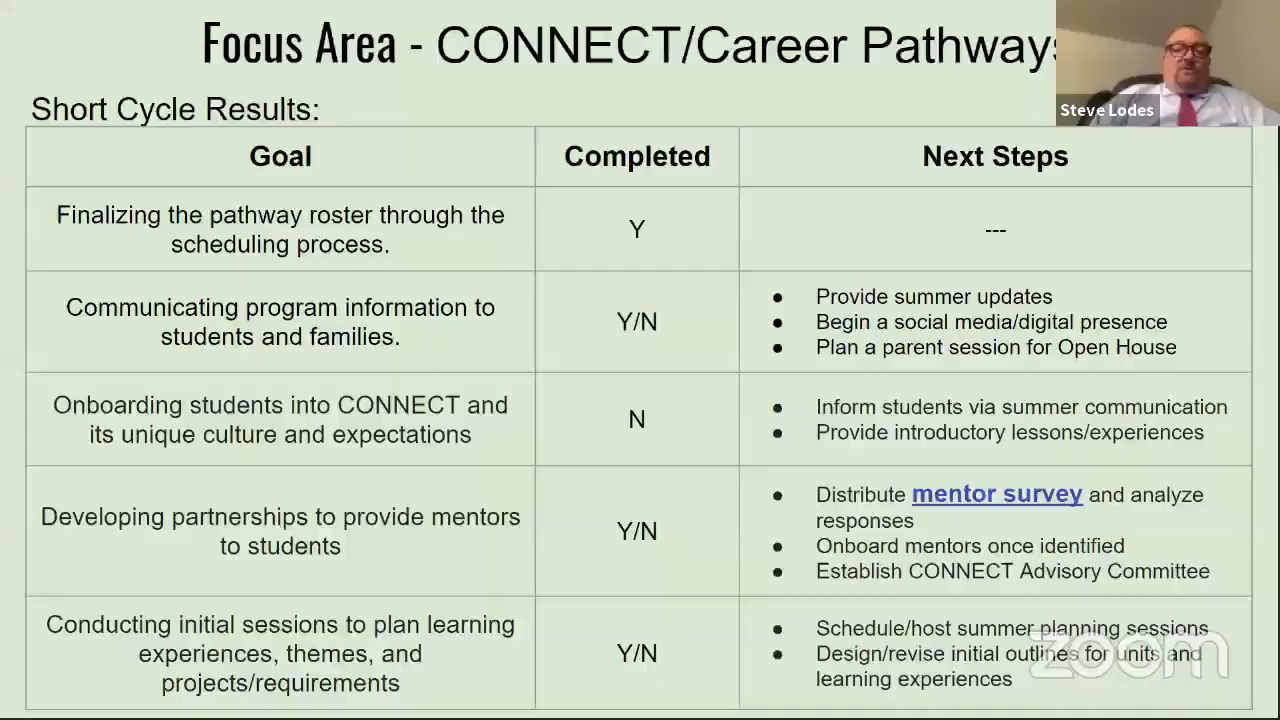 Focus Area - CONNECT/Career Pathways
Steve Lodes
Short Cycle Results:
Goal
Completed
Next Steps
Finalizing the pathway roster through the
scheduling process.
Y
---
Communicating program information to
students and families.
Y/N
● Provide summer updates
● Begin a social media/digital presence
● Plan a parent session for Open House
Onboarding students into CONNECT and
its unique culture and expectations
N
● Inform students via summer communication
● Provide introductory lessons/experiences
Developing partnerships to provide mentors
to students
Y/N
● Distribute mentor survey and analyze
responses
● Onboard mentors once identified
● Establish CONNECT Advisory Committee
Conducting initial sessions to plan learning
experiences, themes, and
projects/requirements
Y/N
● Schedule/host summer planning sessions
● Design/revise initial outlines for units and
learning experiences
zoom